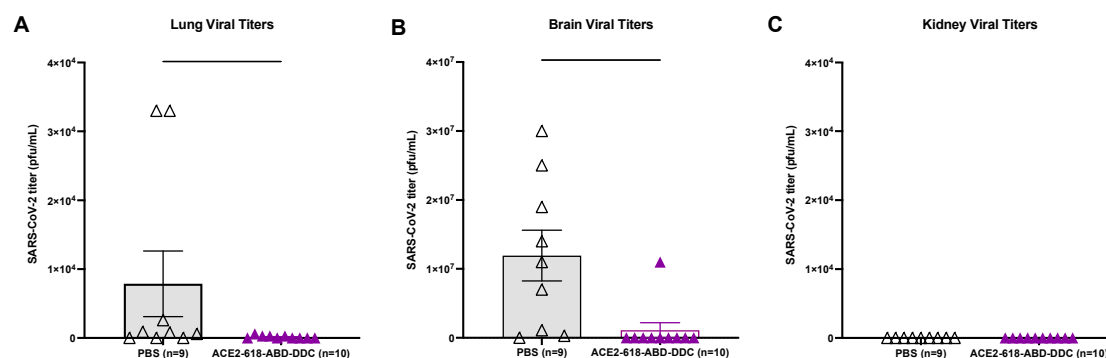 A
Lung Viral Titers
SARS-CoV-2 titer (pfu/mL)
4×10⁴
3×10⁴
2×10⁴
1×10⁴
0
PBS (n=9)
ACE2-618-ABD-DDC (n=10)
B
Brain Viral Titers
SARS-CoV-2 titer (pfu/mL)
4×10⁷
3×10⁷
2×10⁷
1×10⁷
0
PBS (n=9)
ACE2-618-ABD-DDC (n=10)
C
Kidney Viral Titers
SARS-CoV-2 titer (pfu/mL)
4×10⁴
3×10⁴
2×10⁴
1×10⁴
0
PBS (n=9)
ACE2-618-ABD-DDC (n=10)